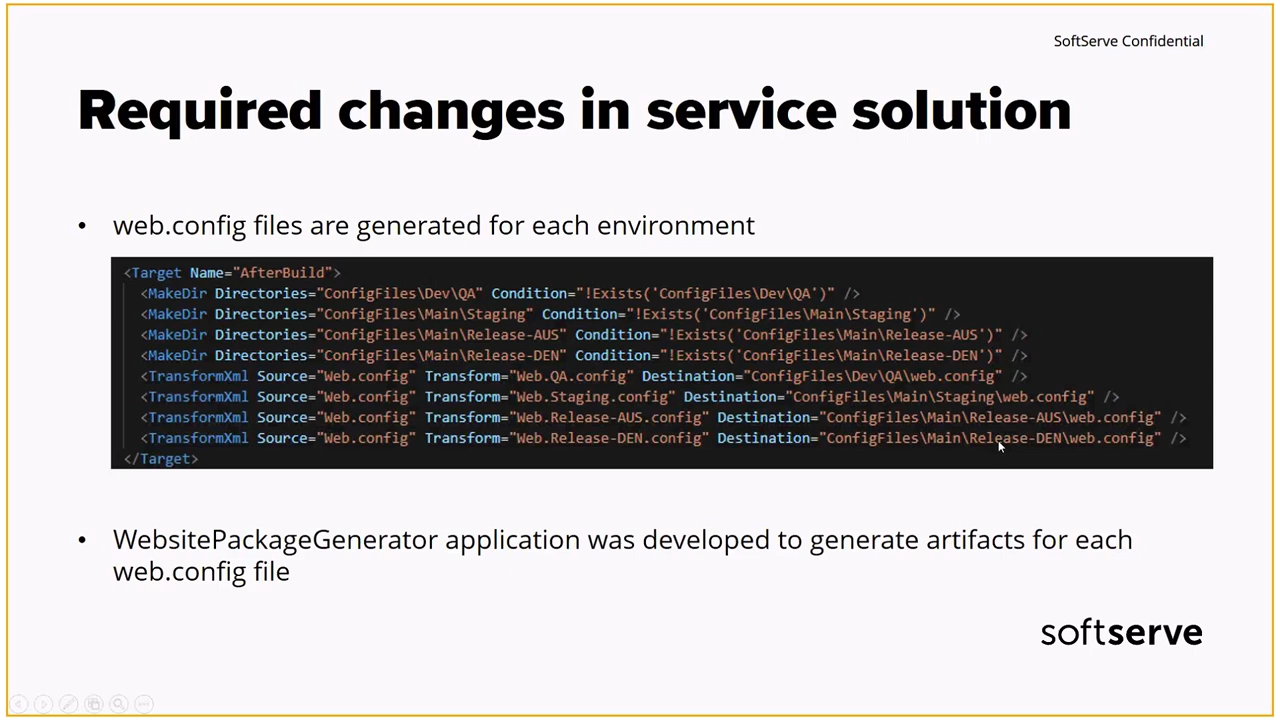 SoftServe Confidential
Required changes in service solution
• web.config files are generated for each environment
<Target Name="AfterBuild">
<MakeDir Directories="ConfigFiles\Dev\QA" Condition="!Exists('ConfigFiles\Dev\QA')" />
<MakeDir Directories="ConfigFiles\Main\Staging" Condition="!Exists('ConfigFiles\Main\Staging')" />
<MakeDir Directories="ConfigFiles\Main\Release-AUS" Condition="!Exists('ConfigFiles\Main\Release-AUS')" />
<MakeDir Directories="ConfigFiles\Main\Release-DEN" Condition="!Exists('ConfigFiles\Main\Release-DEN')" />
<TransformXml Source="Web.config" Transform="Web.QA.config" Destination="ConfigFiles\Dev\QA\web.config" />
<TransformXml Source="Web.config" Transform="Web.Staging.config" Destination="ConfigFiles\Main\Staging\web.config" />
<TransformXml Source="Web.config" Transform="Web.Release-AUS.config" Destination="ConfigFiles\Main\Release-AUS\web.config" />
<TransformXml Source="Web.config" Transform="Web.Release-DEN.config" Destination="ConfigFiles\Main\Release-DEN\web.config" />
</Target>
• WebsitePackageGenerator application was developed to generate artifacts for each
web.config file
softserve